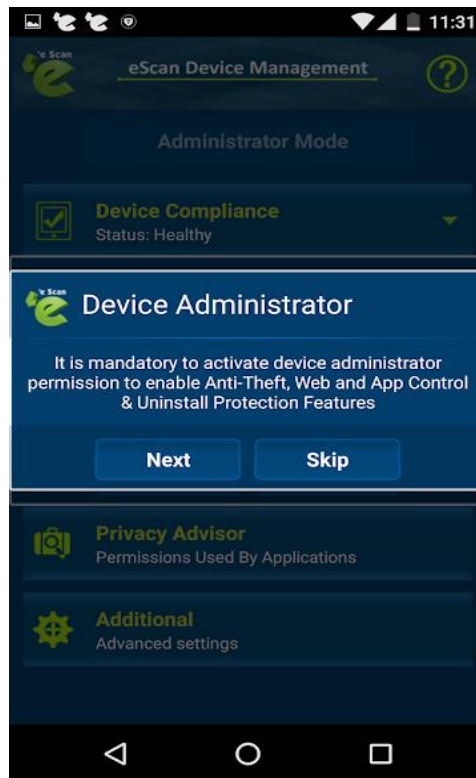 11:31
e Scan
eScan Device Management
?
Administrator Mode
Device Compliance
Status: Healthy
e Scan
Device Administrator
It is mandatory to activate device administrator
permission to enable Anti-Theft, Web and App Control
& Uninstall Protection Features
Next
Skip
Privacy Advisor
Permissions Used By Applications
Additional
Advanced settings